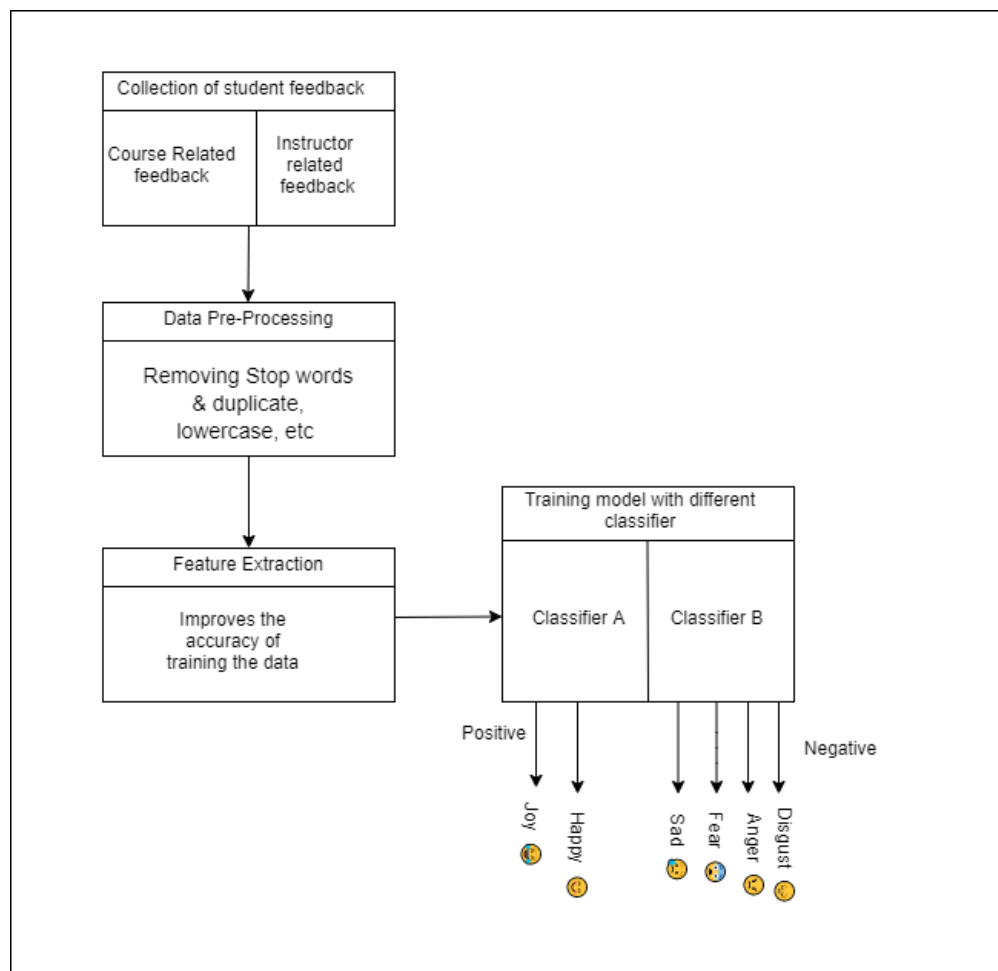 Collection of student feedback
Course Related
feedback
Instructor
related
feedback
Data Pre-Processing
Removing Stop words
& duplicate,
lowercase, etc
Feature Extraction
Improves the
accuracy of
training the data
Training model with different
classifier
Classifier A
Classifier B
Positive
Negative
Joy
Happy
Sad
Fear
Anger
Disgust